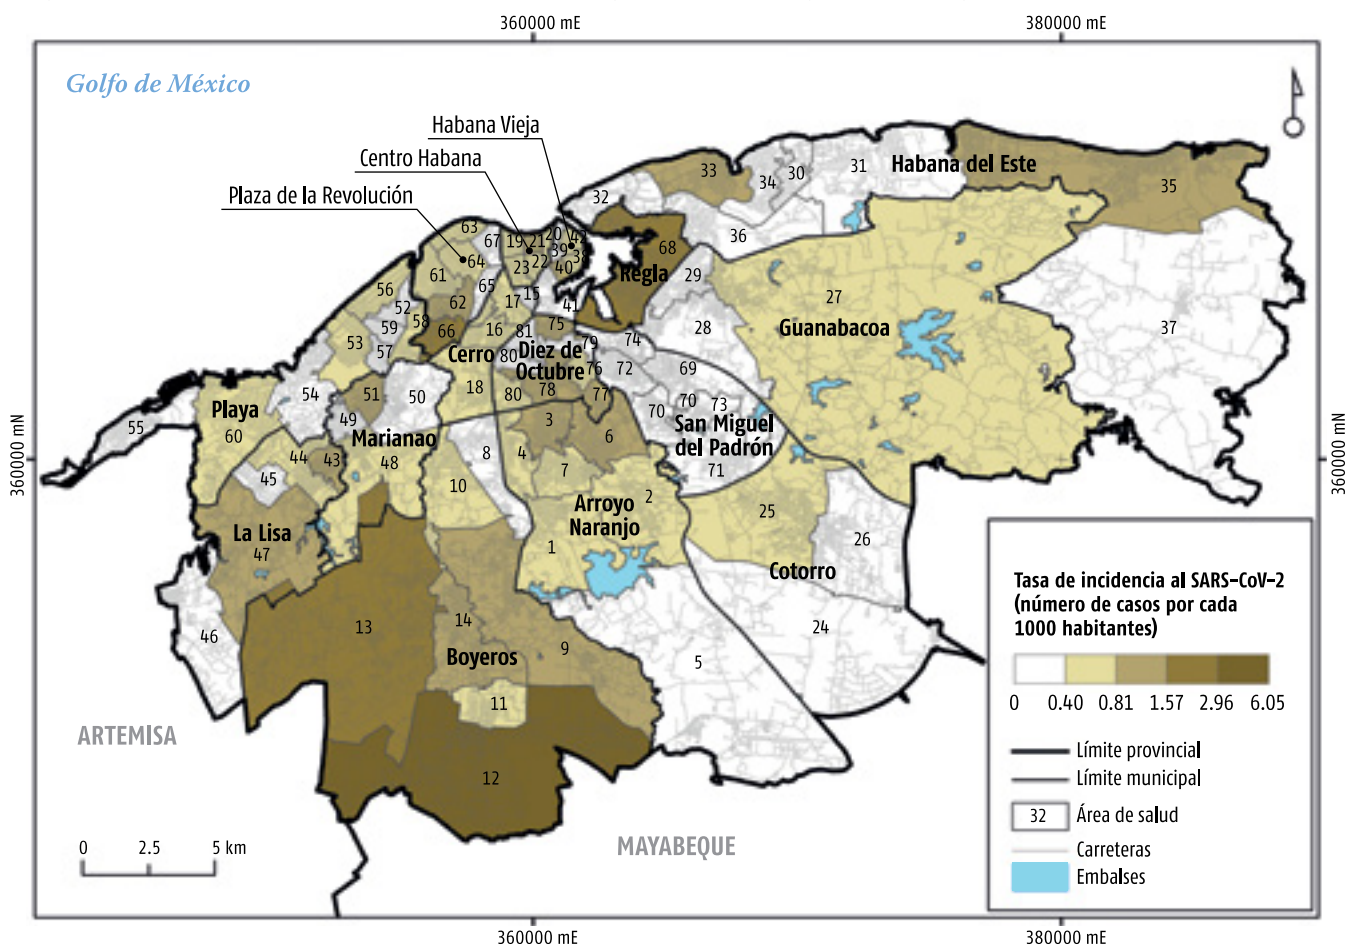 360000 mE
380000 mE
Golfo de México
Habana Vieja
Centro Habana
Plaza de la Revolución
Habana del Este
33
30
31
34
35
32
36
63
67
19
21
20
42
39
38
68
64
23
22
40
Regla
61
29
56
65
62
17
15
41
27
52
58
59
66
16
81
75
28
Guanabacoa
37
53
57
Cerro
80
Diez de
Octubre
79
74
76
72
69
54
51
50
18
80
78
77
Playa
49
3
70
70
73
55
60
Marianao
6
San Miguel
del Padrón
44
43
48
8
4
7
71
45
10
2
25
Arroyo
Naranjo
La Lisa
47
1
26
Cotorro
46
13
14
9
24
Boyeros
5
11
12
360000 mN
360000 mN
ARTEMISA
MAYABEQUE
0 2.5 5 km
Tasa de incidencia al SARS–CoV–2
(número de casos por cada
1000 habitantes)
0 0.40 0.81 1.57 2.96 6.05
Límite provincial
Límite municipal
32 Área de salud
Carreteras
Embalses
360000 mE
380000 mE